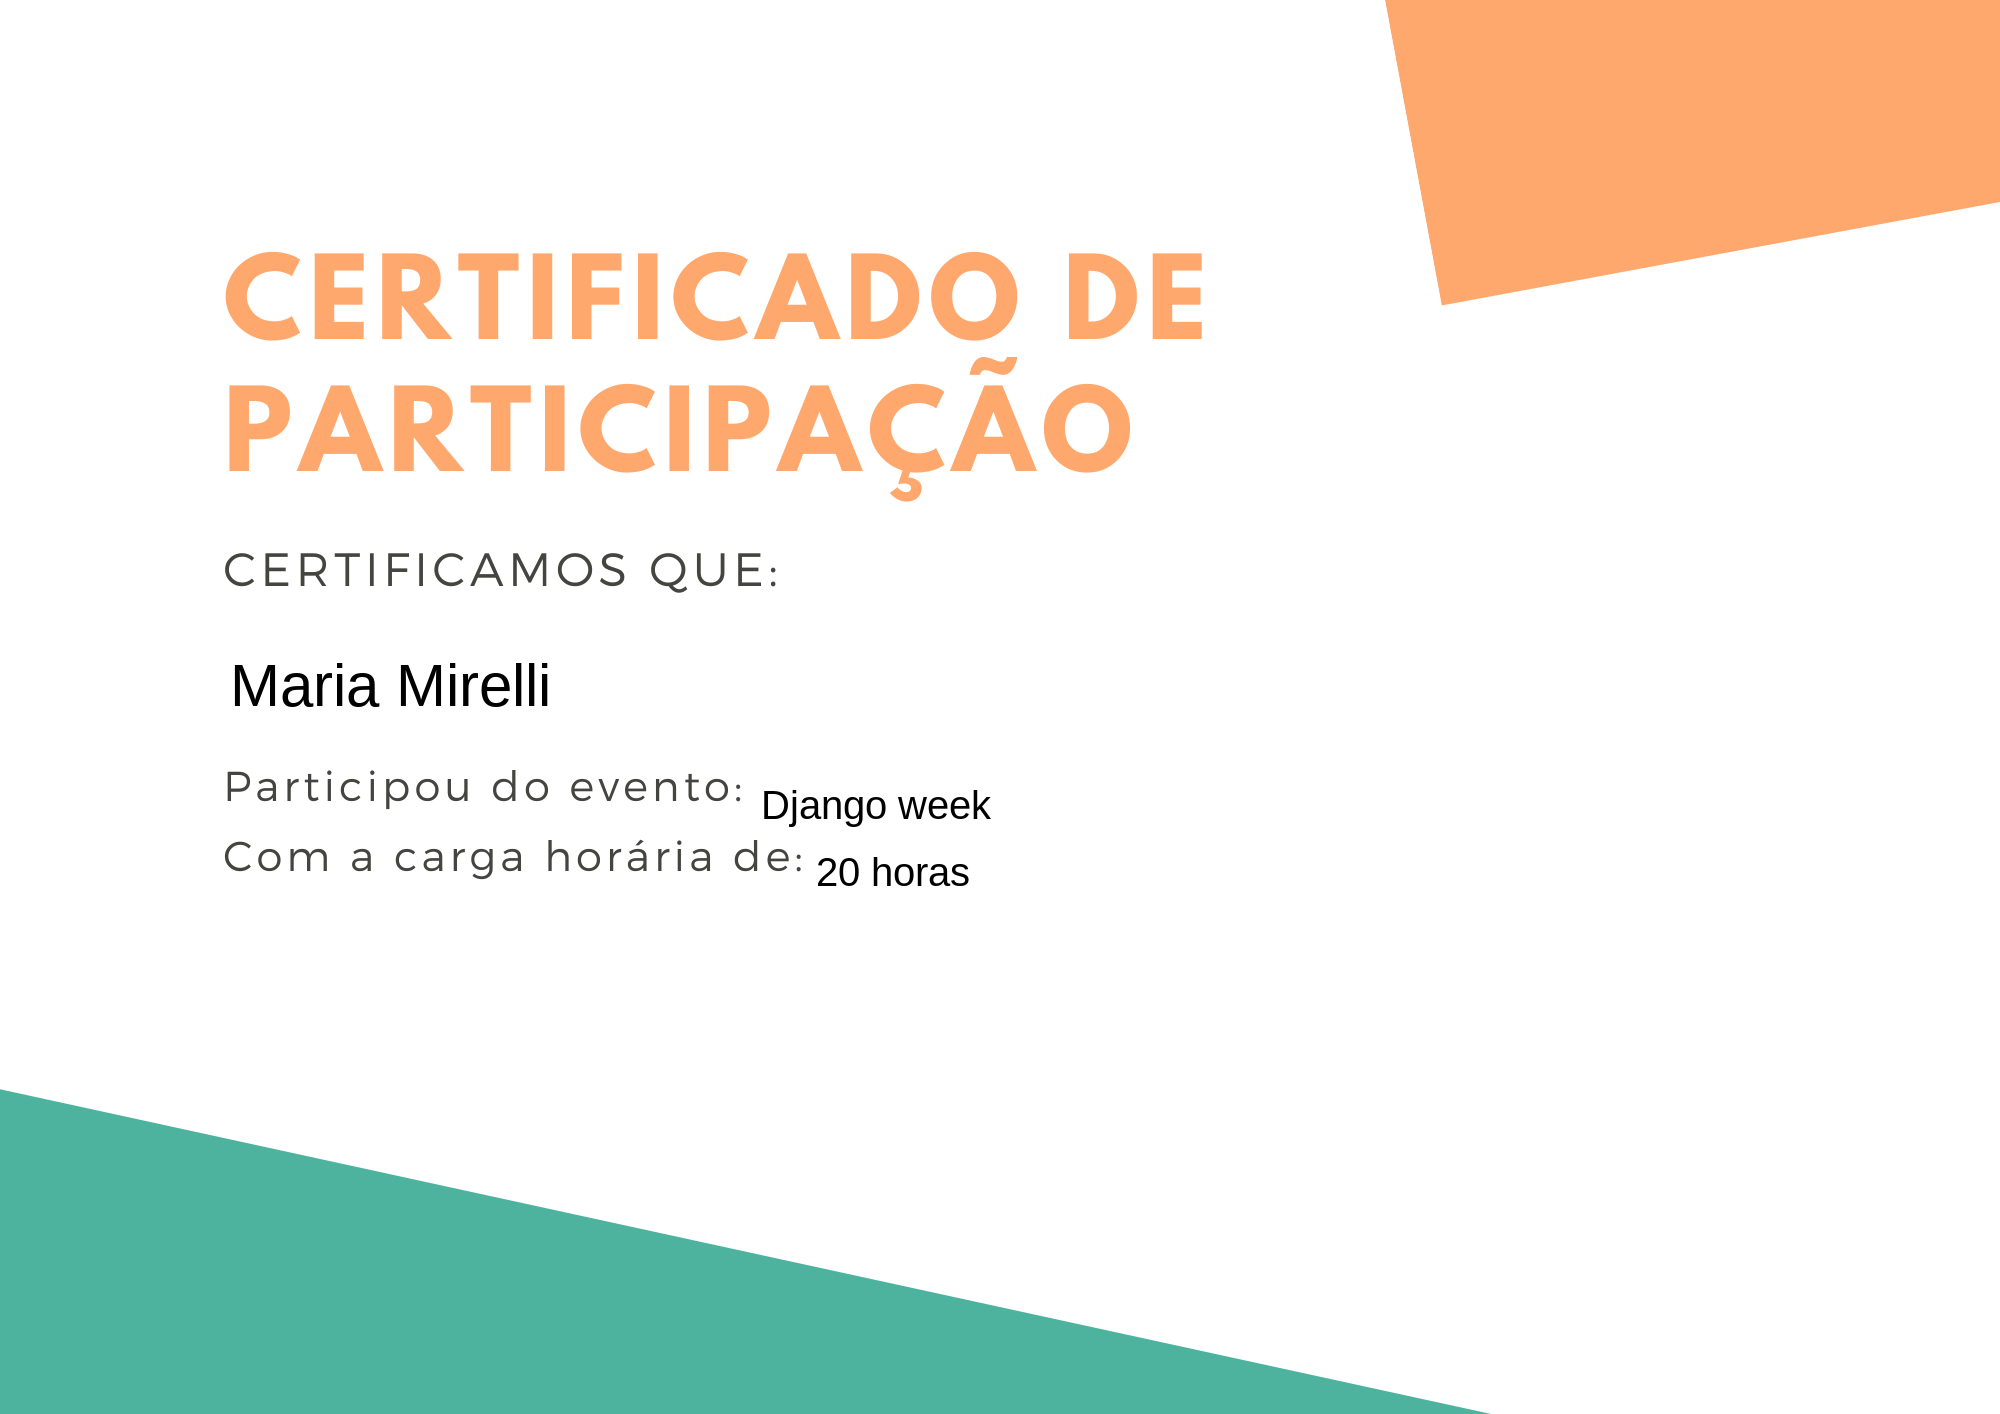 CERTIFICADO DE
PARTICIPAÇÃO
CERTIFICAMOS QUE:
Maria Mirelli
Participou do evento: Django week
Com a carga horária de: 20 horas